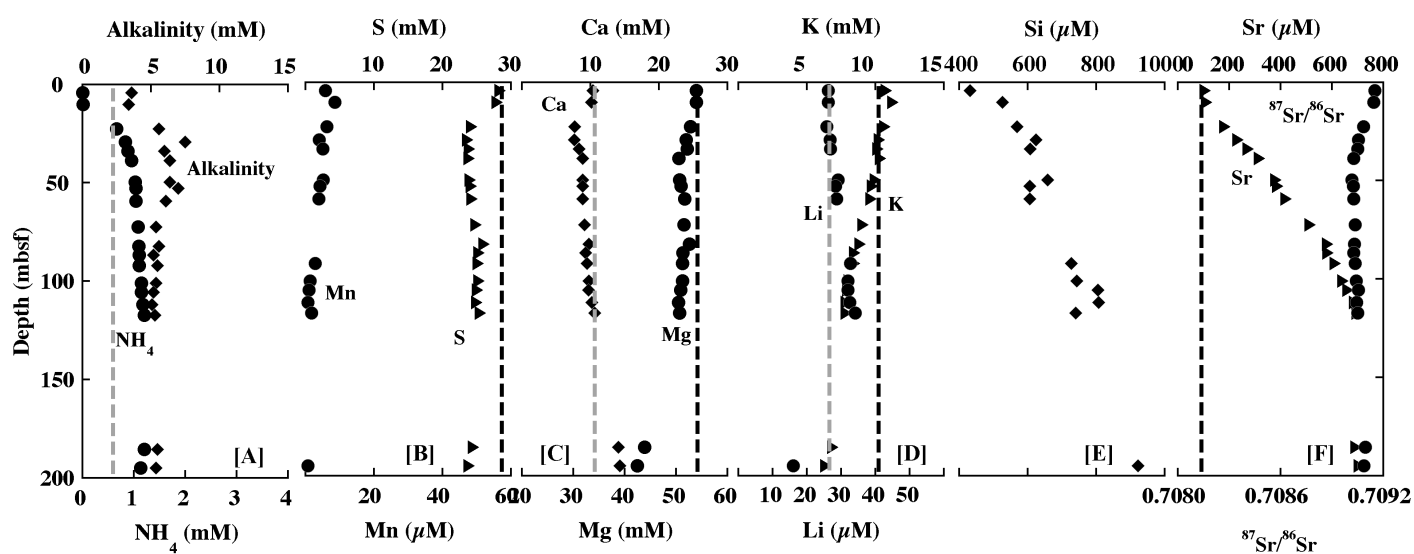 Alkalinity (mM) S (mM) Ca (mM) K (mM) Si (µM) Sr (µM)
0 5 10 15 10 20 30 0 10 20 5 10 15 400 600 800 1000 0 200 400 600 800
0
50
100
150
200
Depth (mbsf)
Alkalinity
NH4
[A]
Mn
S
[B]
Ca
Mg
[C]
Li
K
[D]
[E]
87Sr/86Sr
Sr
[F]
0 1 2 3 4 20 40 60 20 30 40 50 60 10 20 30 40 50 0.7080 0.7086 0.7092
NH4 (mM) Mn (µM) Mg (mM) Li (µM) 87Sr/86Sr